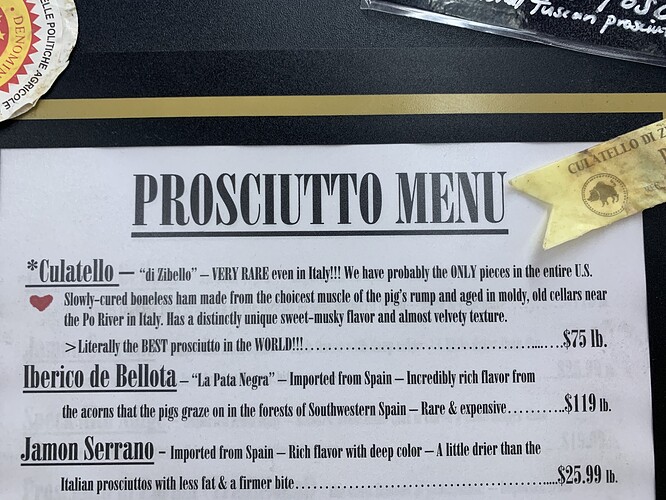 ELLE POLITICHE AGRICOLE
DENOMIN
Tuscan prosciut
CULATELLO DI Z
PROSCIUTTO MENU
*Culatello – “di Zibello” – VERY RARE even in Italy!!! We have probably the ONLY pieces in the entire U.S.
Slowly-cured boneless ham made from the choicest muscle of the pig's rump and aged in moldy, old cellars near
the Po River in Italy. Has a distinctly unique sweet-musky flavor and almost velvety texture.
>Literally the BEST prosciutto in the WORLD!!!.......................................................$75 lb.
Iberico de Bellota – “La Pata Negra” – Imported from Spain – Incredibly rich flavor from
the acorns that the pigs graze on in the forests of Southwestern Spain – Rare & expensive..........$119 lb.
Jamon Serrano - Imported from Spain – Rich flavor with deep color – A little drier than the
Italian prosciuttos with less fat & a firmer bite.......................................................$25.99 lb.